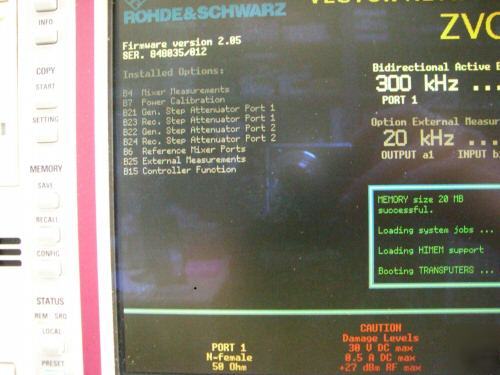 INFO
COPY
START
SETTING
MEMORY
SAVE
RECALL
CONFIG
STATUS
REM SRQ
LOCAL
PRESET
ROHDE&SCHWARZ
Firmware version 2.05
SER. 848835/012
Installed Options:
B4 Mixer Measurements
B7 Power Calibration
B21 Gen. Step Attenuator Port 1
B23 Rec. Step Attenuator Port 1
B22 Gen. Step Attenuator Port 2
B24 Rec. Step Attenuator Port 2
B6 Reference Mixer Ports
B25 External Measurements
B15 Controller Function
ZVC
Bidirectional Active
300 kHz ...
PORT 1
Option External Measur
20 kHz ...
OUTPUT a1 INPUT b
MEMORY size 20 MB
successful.
Loading system jobs ...
Loading HIMEM support
Booting TRANSPUTERS ...
PORT 1
N-female
50 Ohm
CAUTION
Damage Levels
30 V DC max
0.5 A DC max
+27 dBm RF max